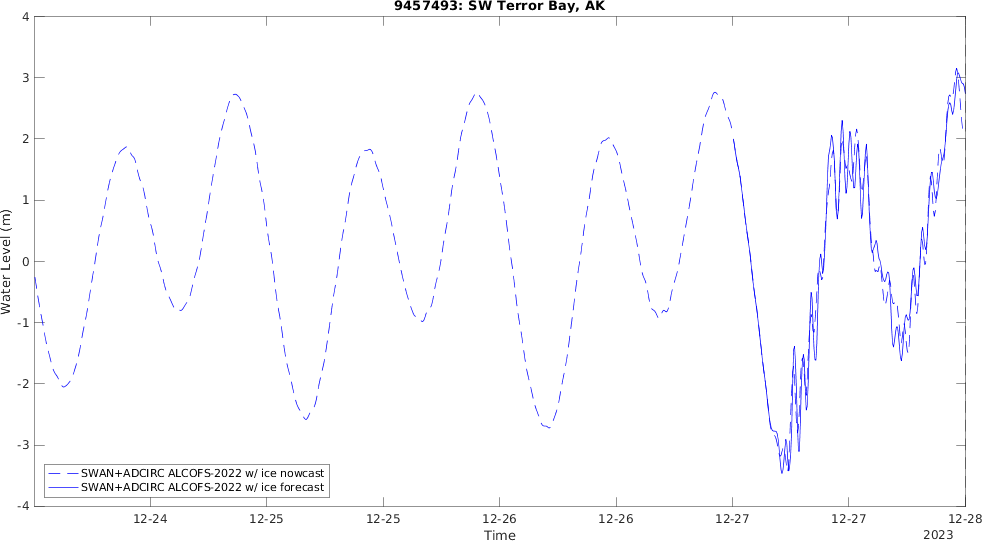 9457493: SW Terror Bay, AK
4
3
2
1
0
-1
-2
-3
-4
Water Level (m)
SWAN+ADCIRC ALCOFS-2022 w/ ice nowcast
SWAN+ADCIRC ALCOFS-2022 w/ ice forecast
12-24 12-25 12-25 12-26 12-26 12-27 12-27 12-28
Time
2023